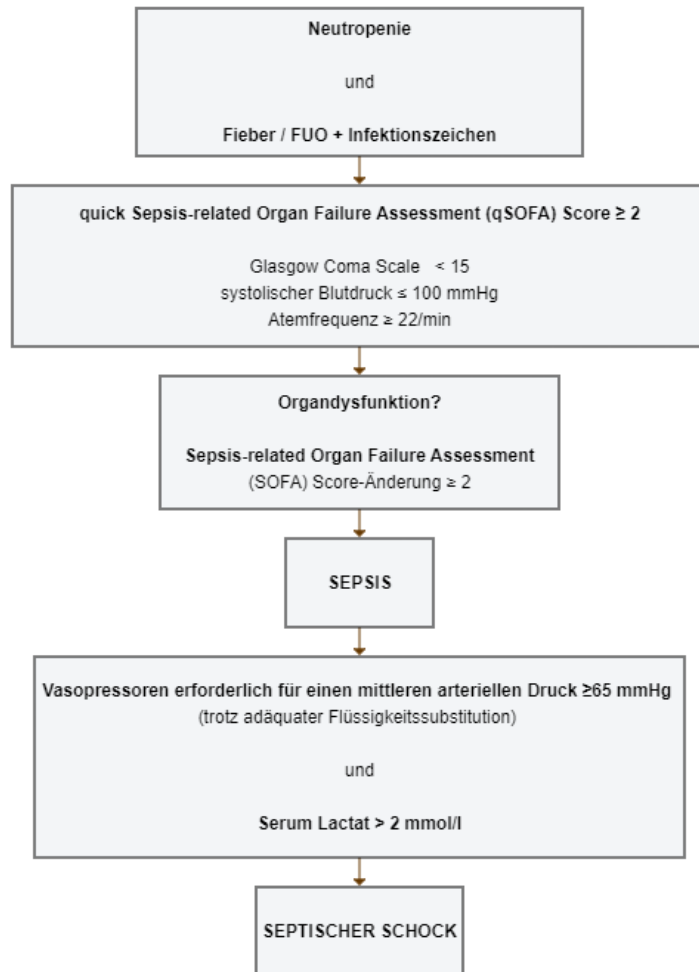 Neutropenie
und
Fieber / FUO + Infektionszeichen
quick Sepsis-related Organ Failure Assessment (qSOFA) Score ≥ 2
Glasgow Coma Scale < 15
systolischer Blutdruck ≤ 100 mmHg
Atemfrequenz ≥ 22/min
Organdysfunktion?
Sepsis-related Organ Failure Assessment
(SOFA) Score-Änderung ≥ 2
SEPSIS
Vasopressoren erforderlich für einen mittleren arteriellen Druck ≥65 mmHg
(trotz adäquater Flüssigkeitssubstitution)
und
Serum Lactat > 2 mmol/l
SEPTISCHER SCHOCK